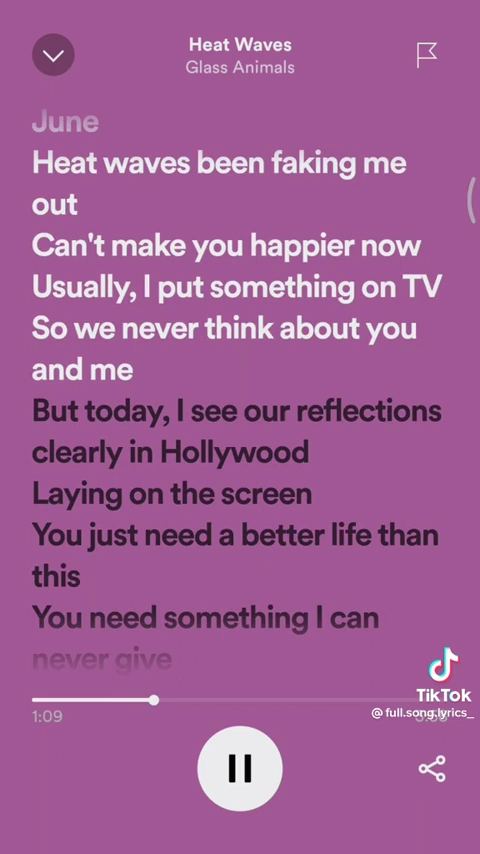 Heat Waves
Glass Animals
June
Heat waves been faking me
out
Can't make you happier now
Usually, I put something on TV
So we never think about you
and me
But today, I see our reflections
clearly in Hollywood
Laying on the screen
You just need a better life than
this
You need something I can
never give
TikTok
@full.song.lyrics_
1:09